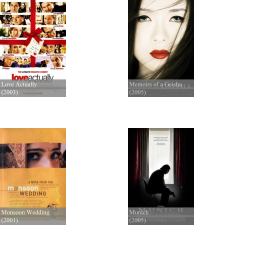 love actually
Love Actually
(2003)
Memoirs of a Geisha
(2005)
monsoon
WEDDING
Monsoon Wedding
(2001)
Munich
(2005)